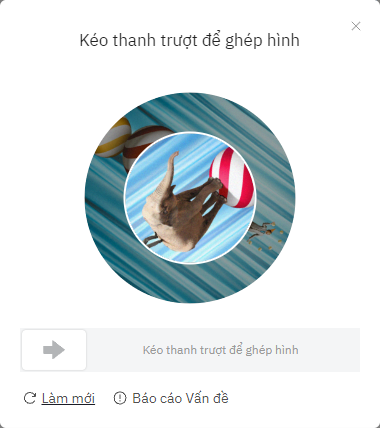 Kéo thanh trượt để ghép hình
Kéo thanh trượt để ghép hình
Làm mới
Báo cáo Vấn đề